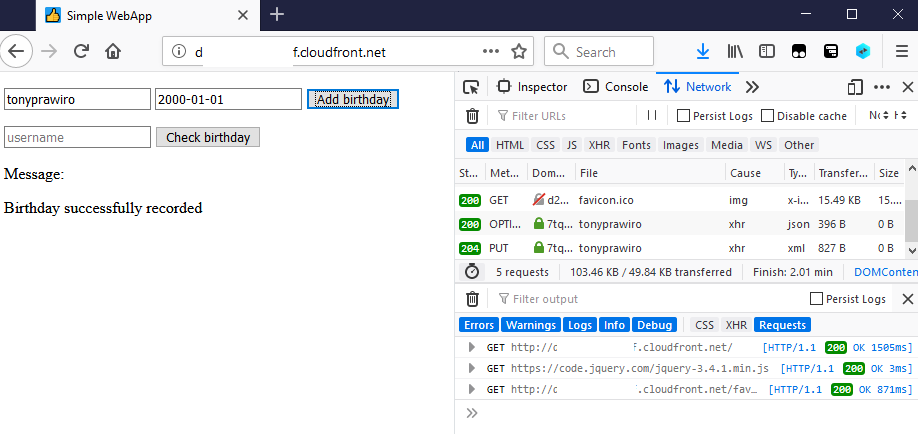 Simple WebApp
d f.cloudfront.net
Search
tonyprawiro 2000-01-01 Add birthday
username Check birthday
Message:
Birthday successfully recorded
Inspector Console Network
Filter URLs Persist Logs Disable cache
All HTML CSS JS XHR Fonts Images Media WS Other
St... Met... Dom... File Cause Ty... Transfer... Size
200 GET d2... favicon.ico img x-i... 15.49 KB 15....
200 OPTI... 7tq... tonyprawiro xhr json 396 B 0 B
204 PUT 7tq... tonyprawiro xhr xml 827 B 0 B
5 requests 103.46 KB / 49.84 KB transferred Finish: 2.01 min DOMConten
Filter output Persist Logs
Errors Warnings Logs Info Debug CSS XHR Requests
GET http://d f.cloudfront.net/ [HTTP/1.1 200 OK 1505ms]
GET https://code.jquery.com/jquery-3.4.1.min.js [HTTP/1.1 200 OK 3ms]
GET http://d f.cloudfront.net/fav... [HTTP/1.1 200 OK 871ms]